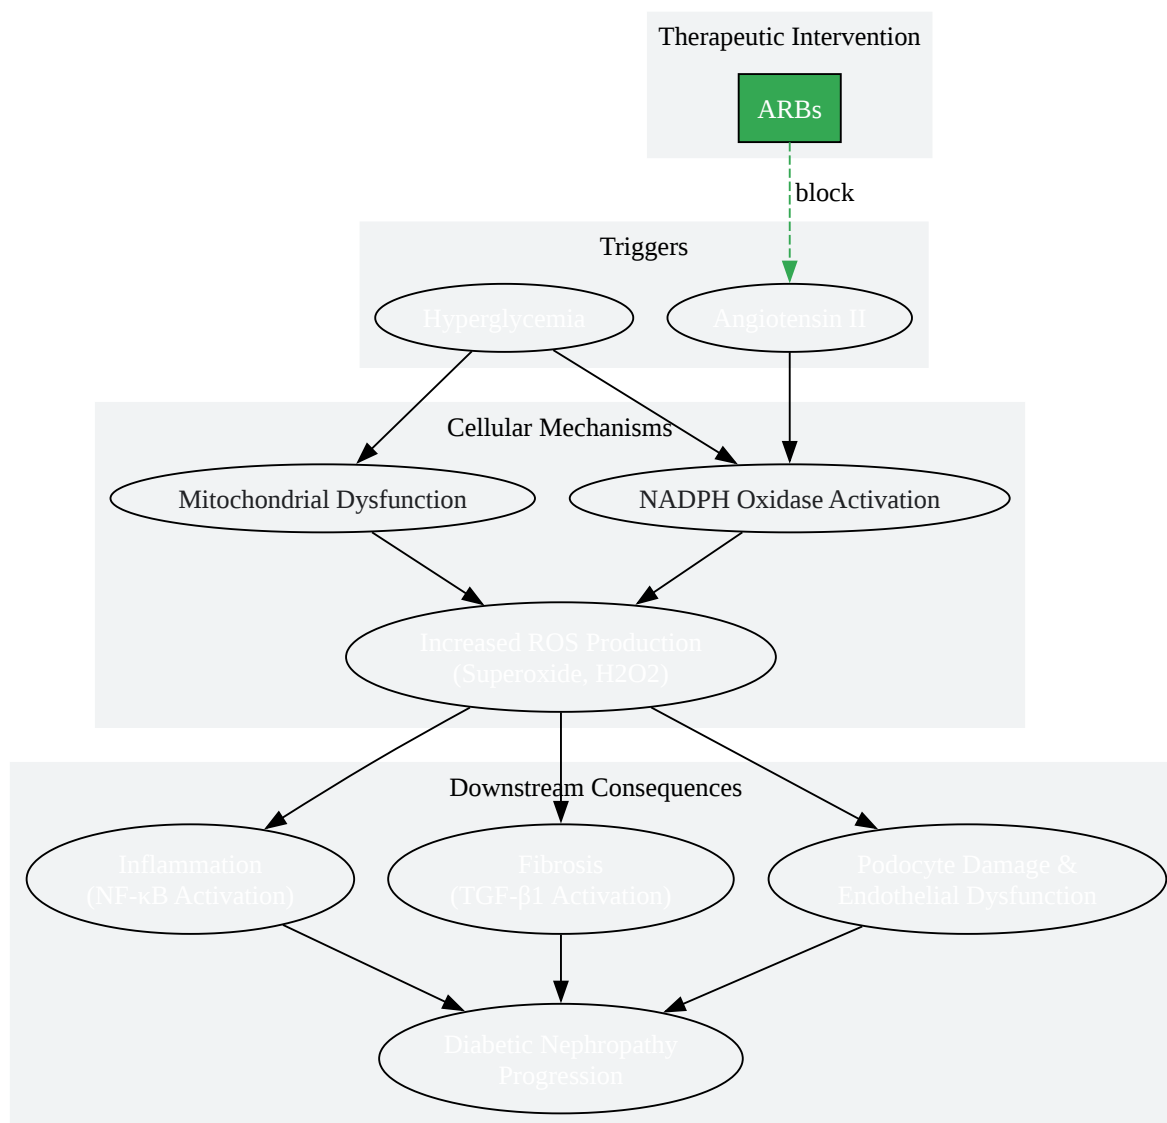 Therapeutic Intervention
ARBs
block
Triggers
Hyperglycemia
Angiotensin II
Cellular Mechanisms
Mitochondrial Dysfunction
NADPH Oxidase Activation
Increased ROS Production
(Superoxide, H2O2)
Downstream Consequences
Inflammation
(NF-κB Activation)
Fibrosis
(TGF-β1 Activation)
Podocyte Damage &
Endothelial Dysfunction
Diabetic Nephropathy
Progression